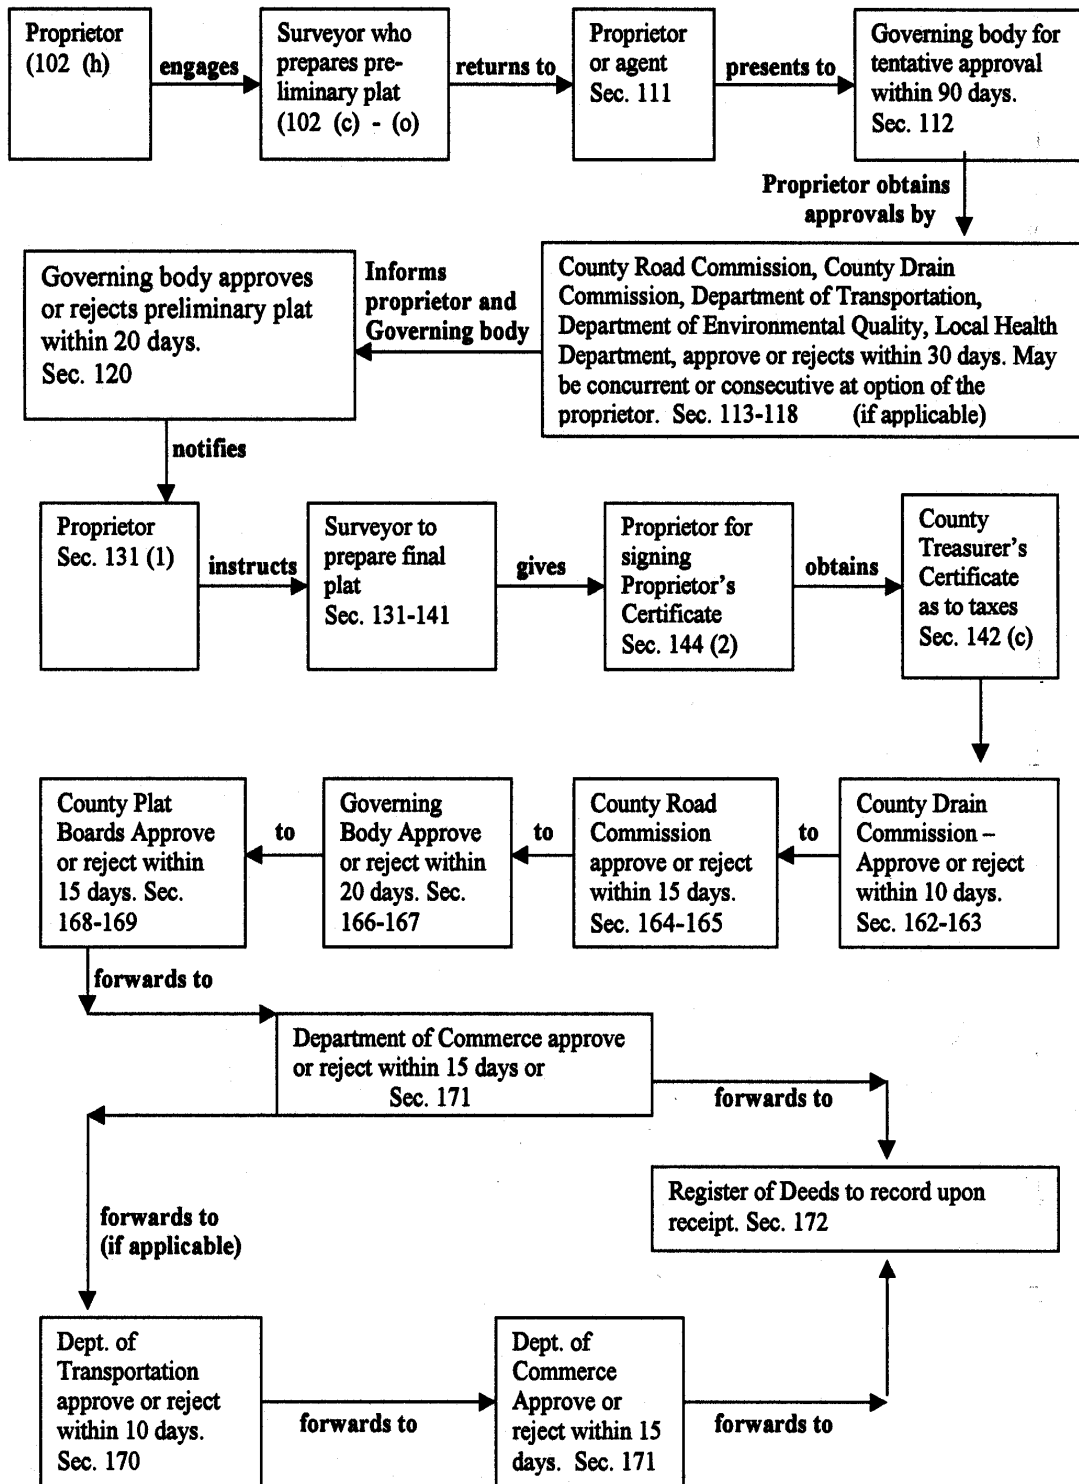 Proprietor
(102 (h)
engages
Surveyor who
prepares pre-
liminary plat
(102 (c) - (o)
returns to
Proprietor
or agent
Sec. 111
presents to
Governing body for
tentative approval
within 90 days.
Sec. 112
Proprietor obtains
approvals by
County Road Commission, County Drain
Commission, Department of Transportation,
Department of Environmental Quality, Local Health
Department, approve or rejects within 30 days. May
be concurrent or consecutive at option of the
proprietor. Sec. 113-118 (if applicable)
Informs
proprietor and
Governing body
Governing body approves
or rejects preliminary plat
within 20 days.
Sec. 120
notifies
Proprietor
Sec. 131 (1)
instructs
Surveyor to
prepare final
plat
Sec. 131-141
gives
Proprietor for
signing
Proprietor's
Certificate
Sec. 144 (2)
obtains
County
Treasurer's
Certificate
as to taxes
Sec. 142 (c)
County Drain
Commission –
Approve or reject
within 10 days.
Sec. 162-163
to
County Road
Commission
approve or reject
within 15 days.
Sec. 164-165
to
Governing
Body Approve
or reject within
20 days. Sec.
166-167
to
County Plat
Boards Approve
or reject within
15 days. Sec.
168-169
forwards to
Department of Commerce approve
or reject within 15 days or
Sec. 171
forwards to
Register of Deeds to record upon
receipt. Sec. 172
forwards to
(if applicable)
Dept. of
Transportation
approve or reject
within 10 days.
Sec. 170
forwards to
Dept. of
Commerce
Approve or
reject within 15
days. Sec. 171
forwards to